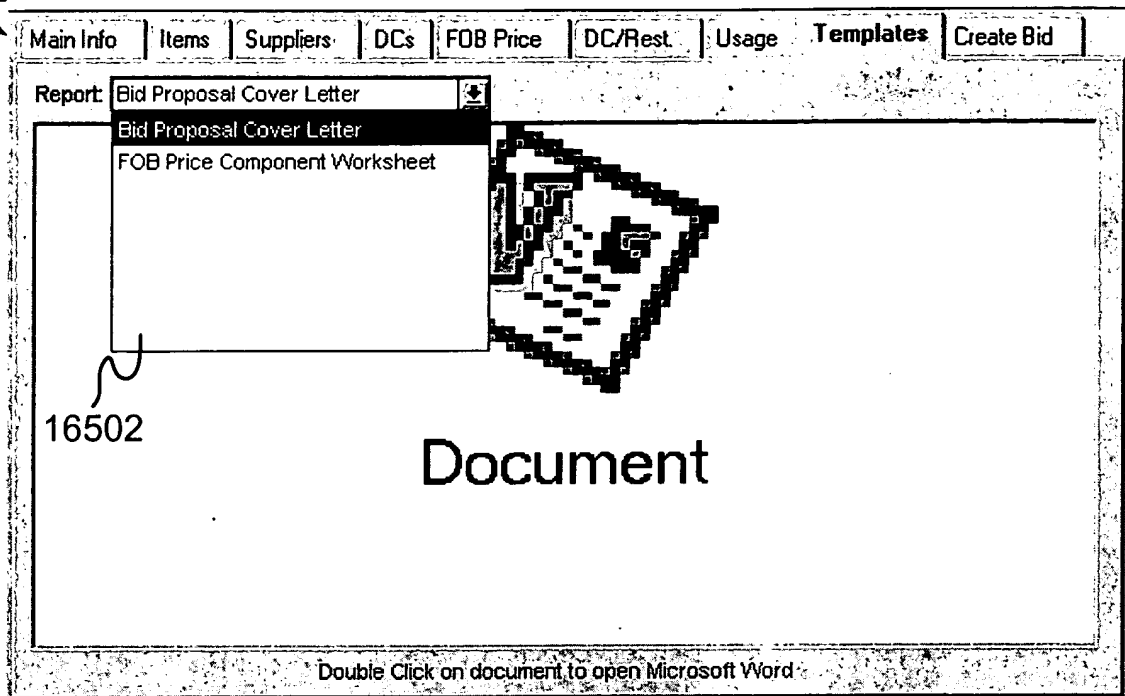 Main Info Items Suppliers DCs FOB Price DC/Rest. Usage Templates Create Bid
Report: Bid Proposal Cover Letter
Bid Proposal Cover Letter
FOB Price Component Worksheet
16502
Document
Double Click on document to open Microsoft Word